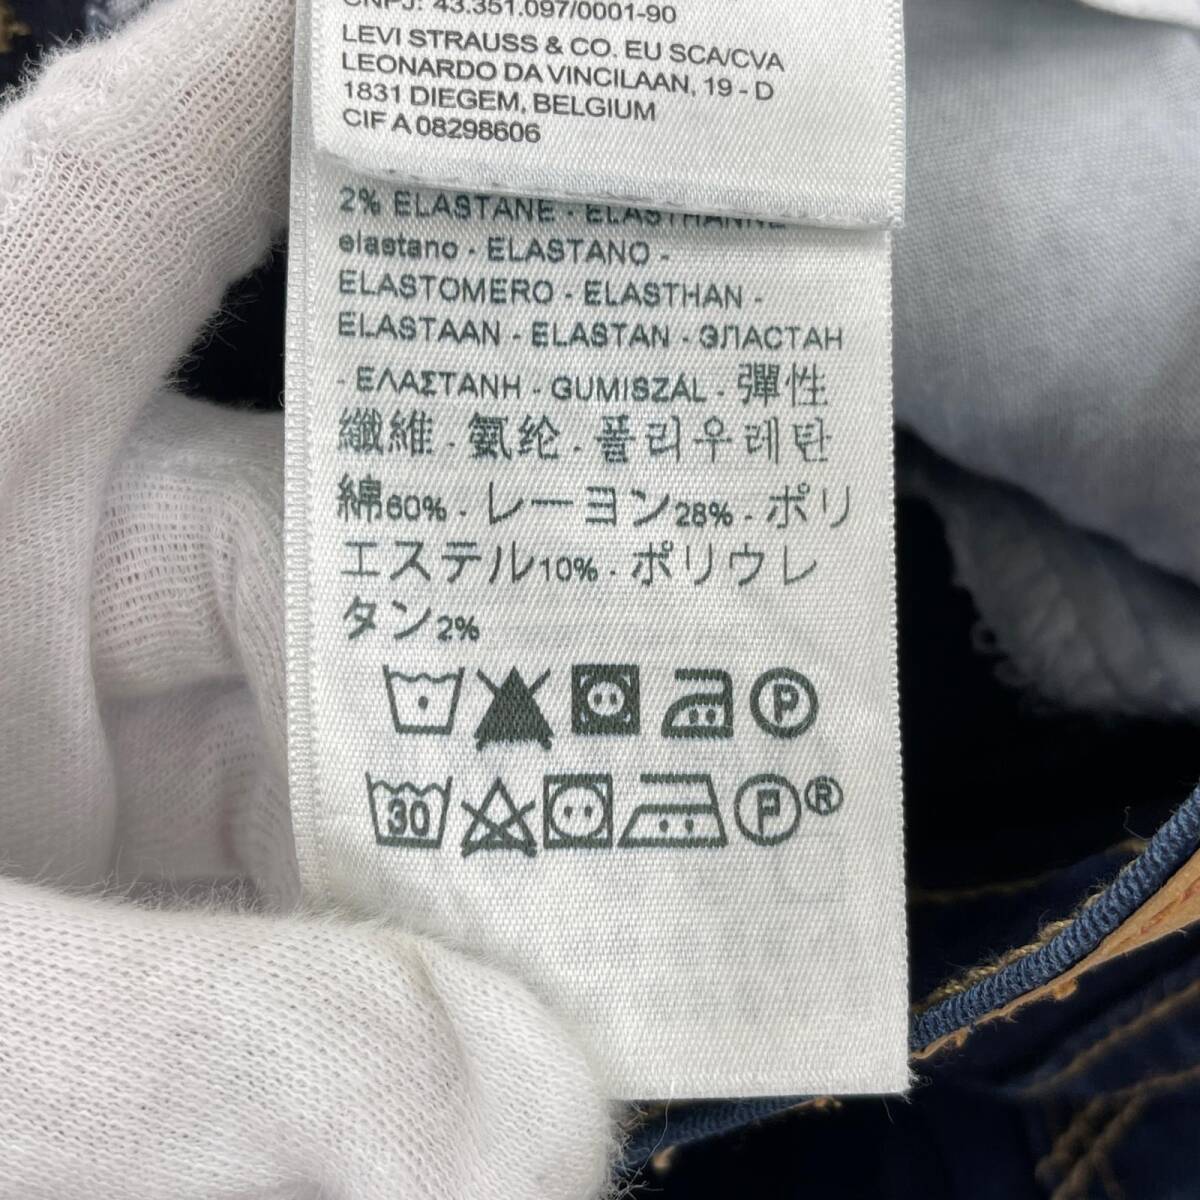 CNPJ: 43.351.097/0001-90
LEVI STRAUSS & CO. EU SCA/CVA
LEONARDO DA VINCILAAN, 19 - D
1831 DIEGEM, BELGIUM
CIF A 08298606
2% ELASTANE - ELASTHANNE
elastano - ELASTANO -
ELASTOMERO - ELASTHAN -
ELASTAAN - ELASTAN - ЭЛАСТАН
- ΕΛΑΣΤΑΝΗ - GUMISZÁL - 彈性
纖維 - 氨纶 - 폴리우레탄
綿60% - レーヨン28% - ポリ
エステル10% - ポリウレ
タン2%
P
30 P®